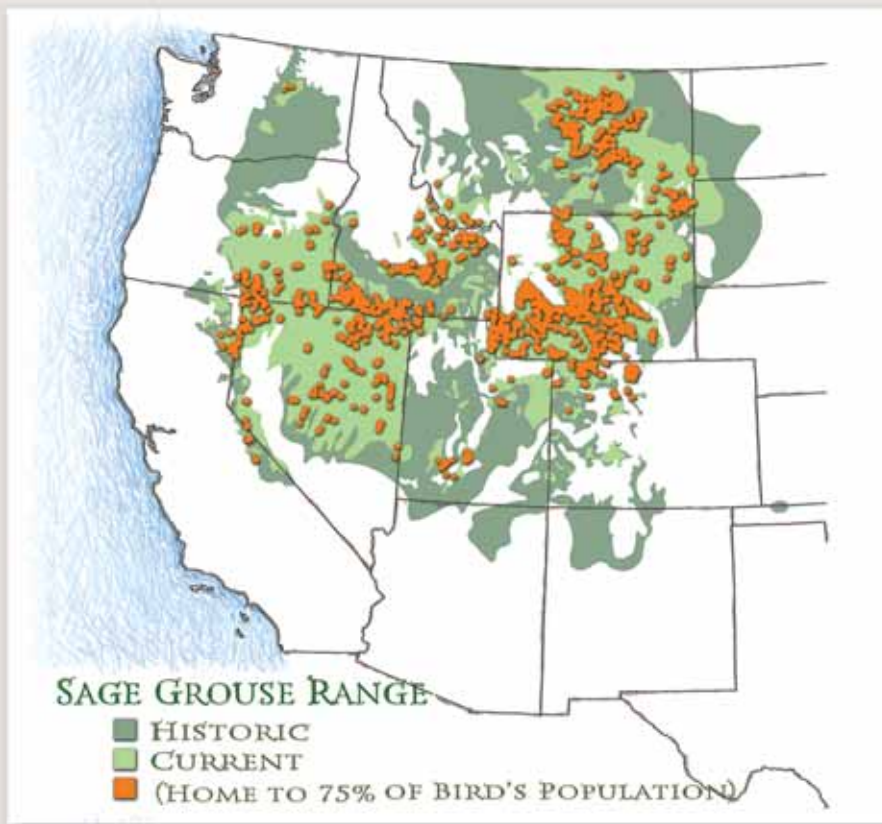 SAGE GROUSE RANGE
HISTORIC
CURRENT
(HOME TO 75% OF BIRD'S POPULATION)